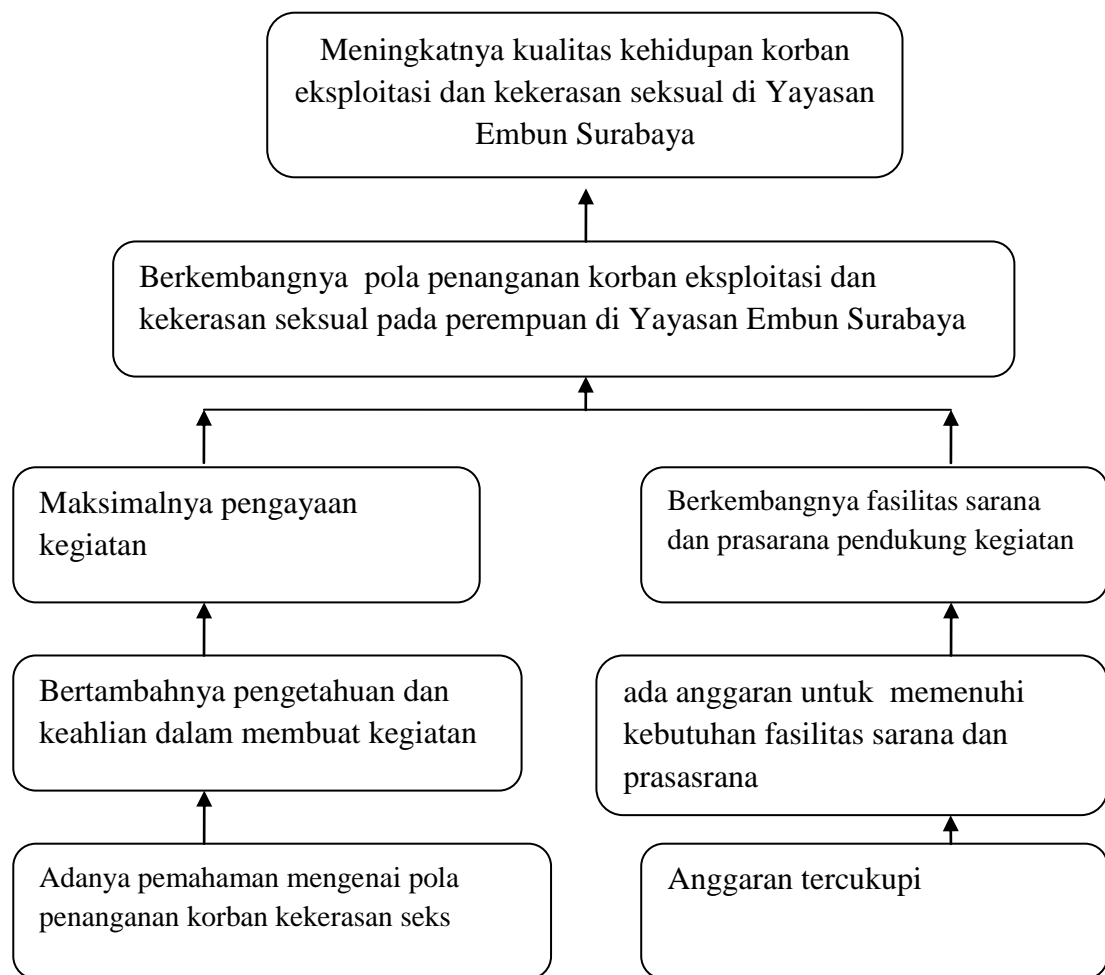 Meningkatnya kualitas kehidupan korban
eksploitasi dan kekerasan seksual di Yayasan
Embun Surabaya
Berkembangnya pola penanganan korban eksploitasi dan
kekerasan seksual pada perempuan di Yayasan Embun Surabaya
Maksimalnya pengayaan
kegiatan
Berkembangnya fasilitas sarana
dan prasarana pendukung kegiatan
Bertambahnya pengetahuan dan
keahlian dalam membuat kegiatan
ada anggaran untuk memenuhi
kebutuhan fasilitas sarana dan
prasasrana
Adanya pemahaman mengenai pola
penanganan korban kekerasan seks
Anggaran tercukupi